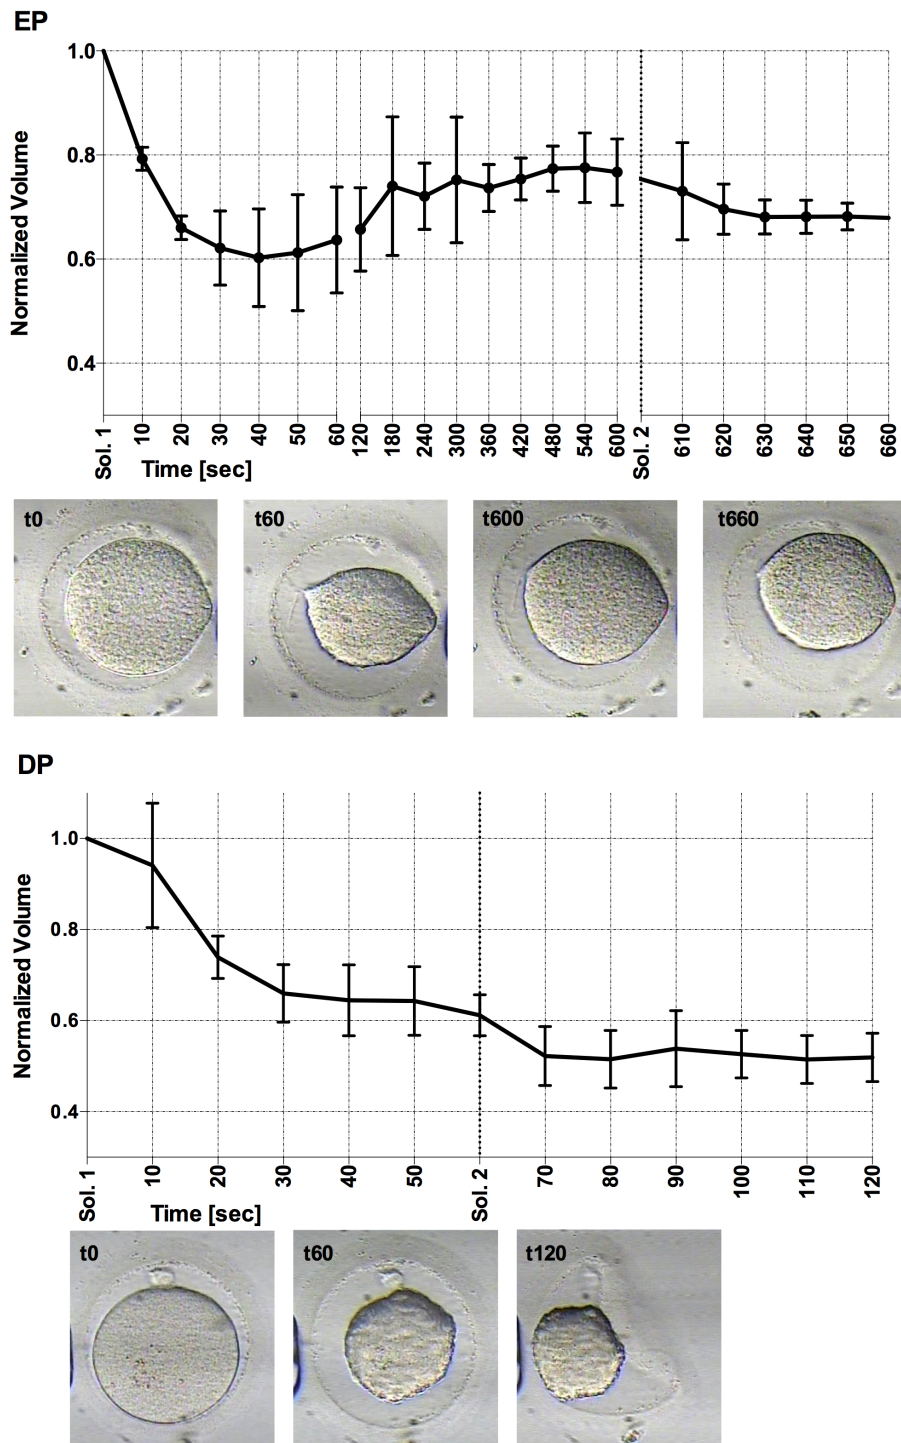 EP
1.0
0.8
0.6
0.4
Normalized Volume
Sol. 1 10 20 30 40 50 60 120 180 240 300 360 420 480 540 600 Sol. 2 610 620 630 640 650 660
Time [sec]
t0 t60 t600 t660
DP
1.0
0.8
0.6
0.4
Normalized Volume
Sol. 1 10 20 30 40 50 Sol. 2 70 80 90 100 110 120
Time [sec]
t0 t60 t120